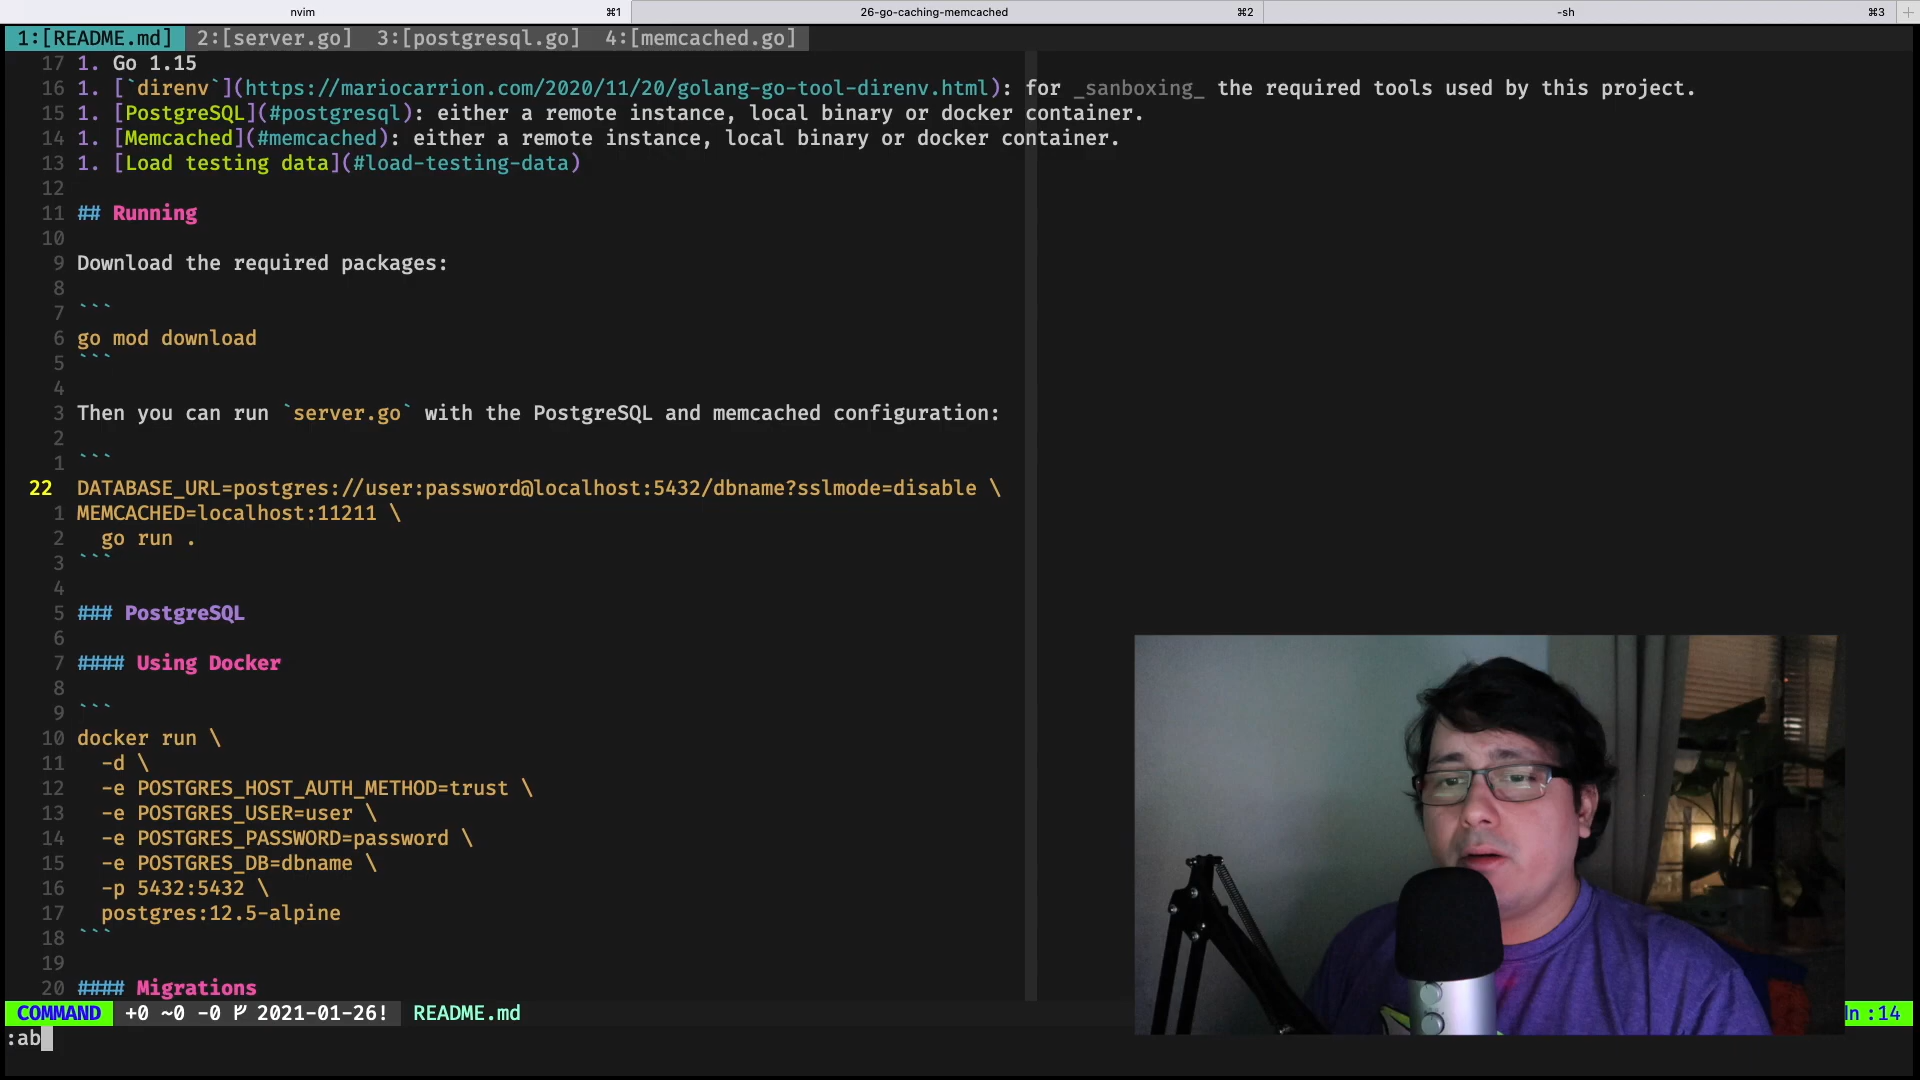 nvim ⌘1 26-go-caching-memcached ⌘2 -sh ⌘3 +
1:[README.md] 2:[server.go] 3:[postgresql.go] 4:[memcached.go]
17 1. Go 1.15
16 1. [`direnv`](https://mariocarrion.com/2020/11/20/golang-go-tool-direnv.html): for _sanboxing_ the required tools used by this project.
15 1. [PostgreSQL](#postgresql): either a remote instance, local binary or docker container.
14 1. [Memcached](#memcached): either a remote instance, local binary or docker container.
13 1. [Load testing data](#load-testing-data)
12
11 ## Running
10
9 Download the required packages:
8
7 ```
6 go mod download
5 ```
4
3 Then you can run `server.go` with the PostgreSQL and memcached configuration:
2
1 ```
22 DATABASE_URL=postgres://user:password@localhost:5432/dbname?sslmode=disable \
1 MEMCACHED=localhost:11211 \
2 go run .
3 ```
4
5 ### PostgreSQL
6
7 #### Using Docker
8
9 ```
10 docker run \
11 -d \
12 -e POSTGRES_HOST_AUTH_METHOD=trust \
13 -e POSTGRES_USER=user \
14 -e POSTGRES_PASSWORD=password \
15 -e POSTGRES_DB=dbname \
16 -p 5432:5432 \
17 postgres:12.5-alpine
18 ```
19
20 #### Migrations
COMMAND +0 ~0 -0 ᚠ 2021-01-26! README.md ln :14
:ab